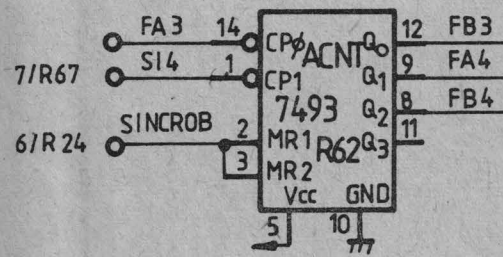 FA3 14 CPø ACNT Q0 12 FB3
7/R67 SI4 1 CP1 Q1 9 FA4
7493 Q2 8 FB4
6/R24 SINCROB 2 MR1 R62 Q3 11
3 MR2
Vcc GND
5 10